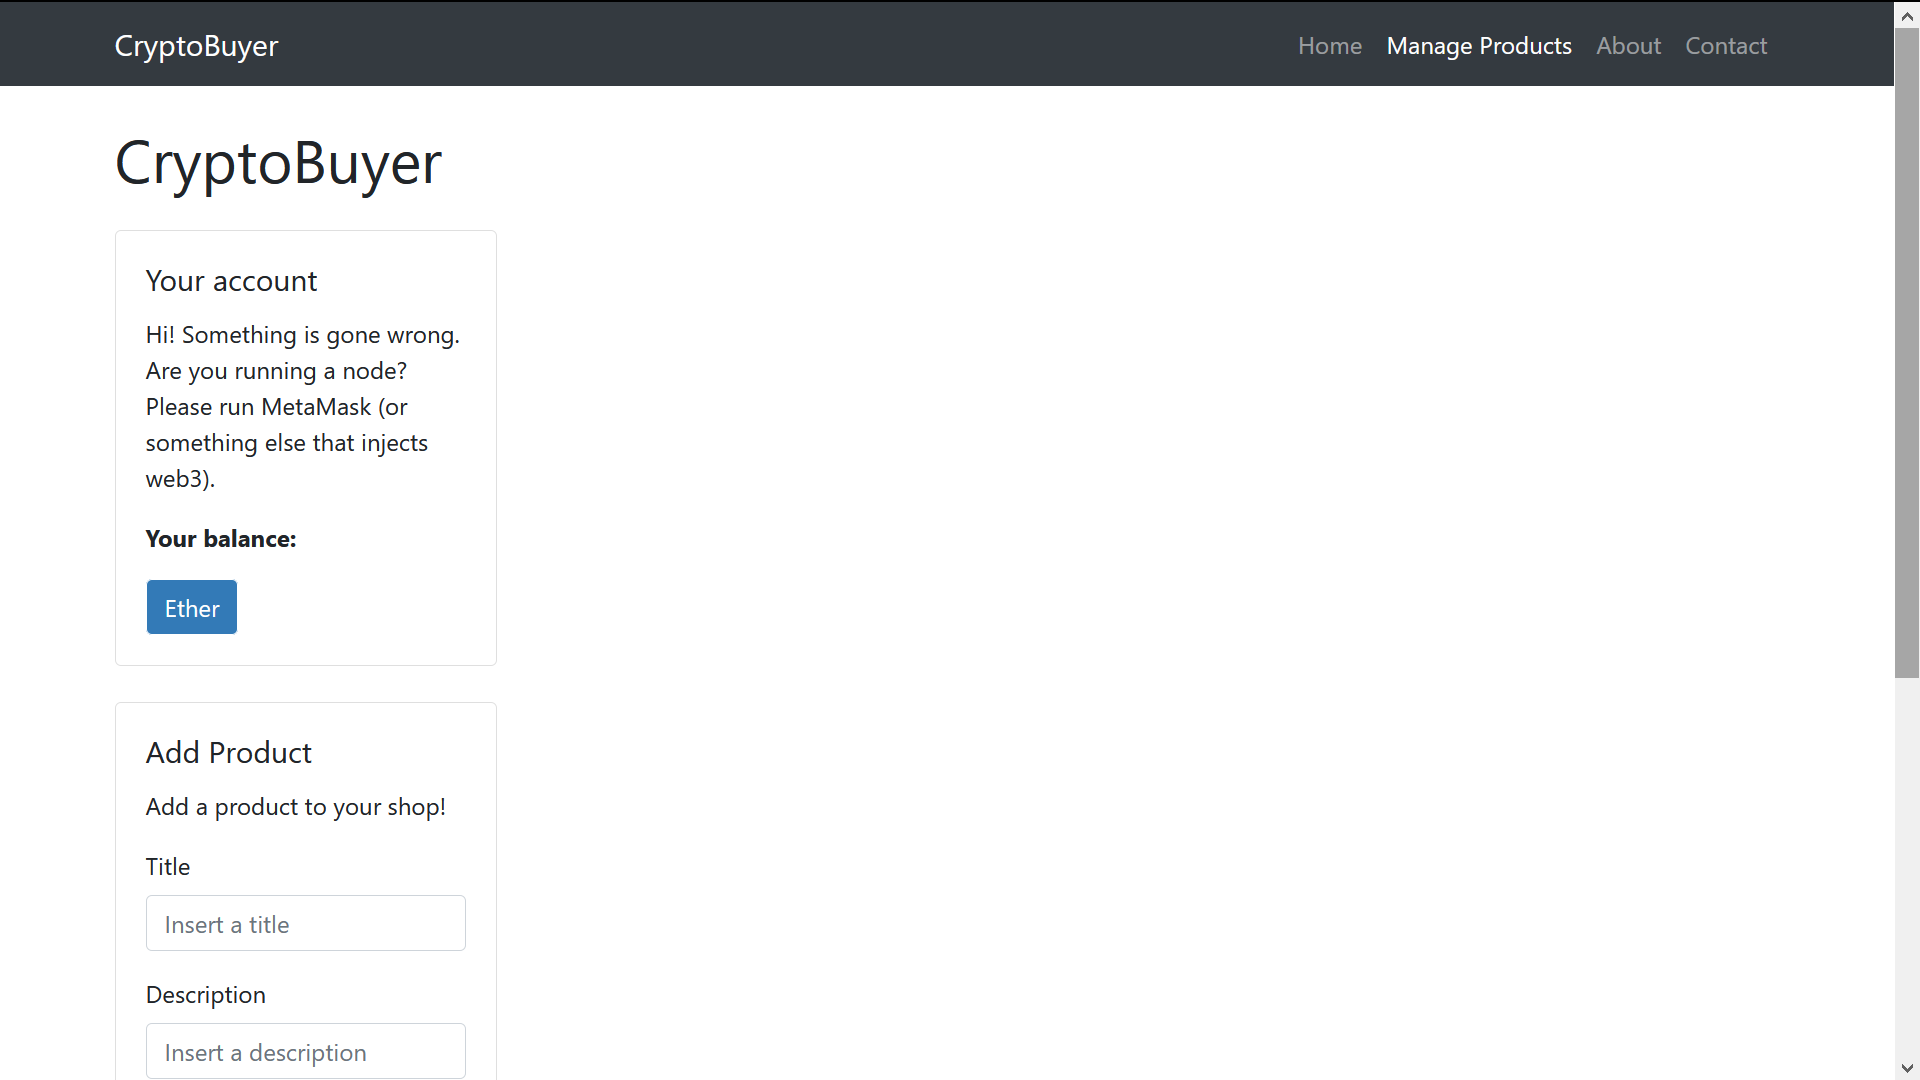 CryptoBuyer
Home Manage Products About Contact
CryptoBuyer
Your account
Hi! Something is gone wrong.
Are you running a node?
Please run MetaMask (or
something else that injects
web3).
Your balance:
Ether
Add Product
Add a product to your shop!
Title
Insert a title
Description
Insert a description